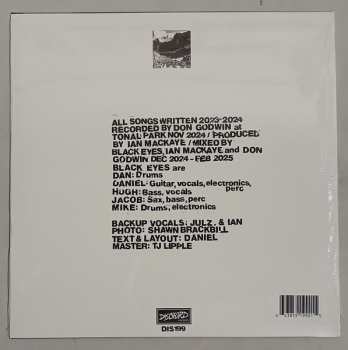 ALL SONGS WRITTEN 2023-2024
RECORDED BY DON GODWIN at
TONAL PARK NOV 2024 / PRODUCED
BY IAN MACKAYE / MIXED BY
BLACK EYES, IAN MACKAYE and DON
GODWIN DEC 2024 - FEB 2025
BLACK EYES are
DAN: Drums
DANIEL: Guitar, vocals, electronics,
perc
HUGH: Bass, vocals
JACOB: Sax, bass, perc
MIKE: Drums, electronics
BACKUP VOCALS: JULZ, & IAN
PHOTO: SHAWN BRACKBILL
TEXT & LAYOUT: DANIEL
MASTER: TJ LIPPLE
DISCHORD
DIS199